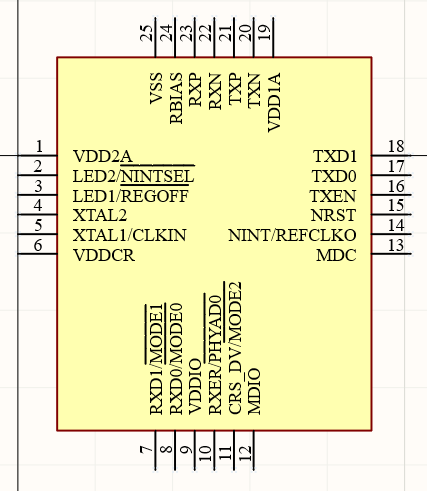 25 24 23 22 21 20 19
VSS
RBIAS
RXP
RXN
TXP
TXN
VDD1A
1 VDD2A
2 LED2/NINTSEL
3 LED1/REGOFF
4 XTAL2
5 XTAL1/CLKIN
6 VDDCR
TXD1 18
TXD0 17
TXEN 16
NRST 15
NINT/REFCLKO 14
MDC 13
RXD1/MODE1
RXD0/MODE0
VDDIO
RXER/PHYAD0
CRS_DV/MODE2
MDIO
7 8 9 10 11 12